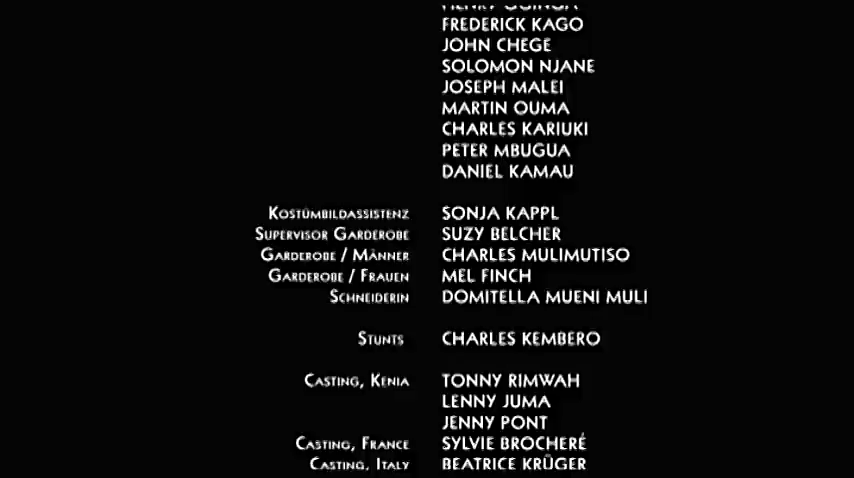 FREDERICK KAGO
JOHN CHEGE
SOLOMON NJANE
JOSEPH MALEI
MARTIN OUMA
CHARLES KARIUKI
PETER MBUGUA
DANIEL KAMAU
KOSTÜMBILDASSISTENZ SONJA KAPPL
SUPERVISOR GARDEROBE SUZY BELCHER
GARDEROBE / MÄNNER CHARLES MULIMUTISO
GARDEROBE / FRAUEN MEL FINCH
SCHNEIDERIN DOMITELLA MUENI MULI
STUNTS CHARLES KEMBERO
CASTING, KENIA TONNY RIMWAH
LENNY JUMA
JENNY PONT
CASTING, FRANCE SYLVIE BROCHERÉ
CASTING, ITALY BEATRICE KRÜGER